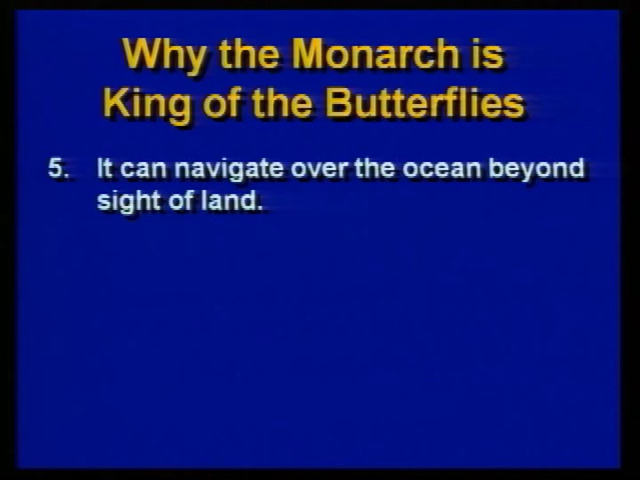 Why the Monarch is
King of the Butterflies
5. It can navigate over the ocean beyond
sight of land.